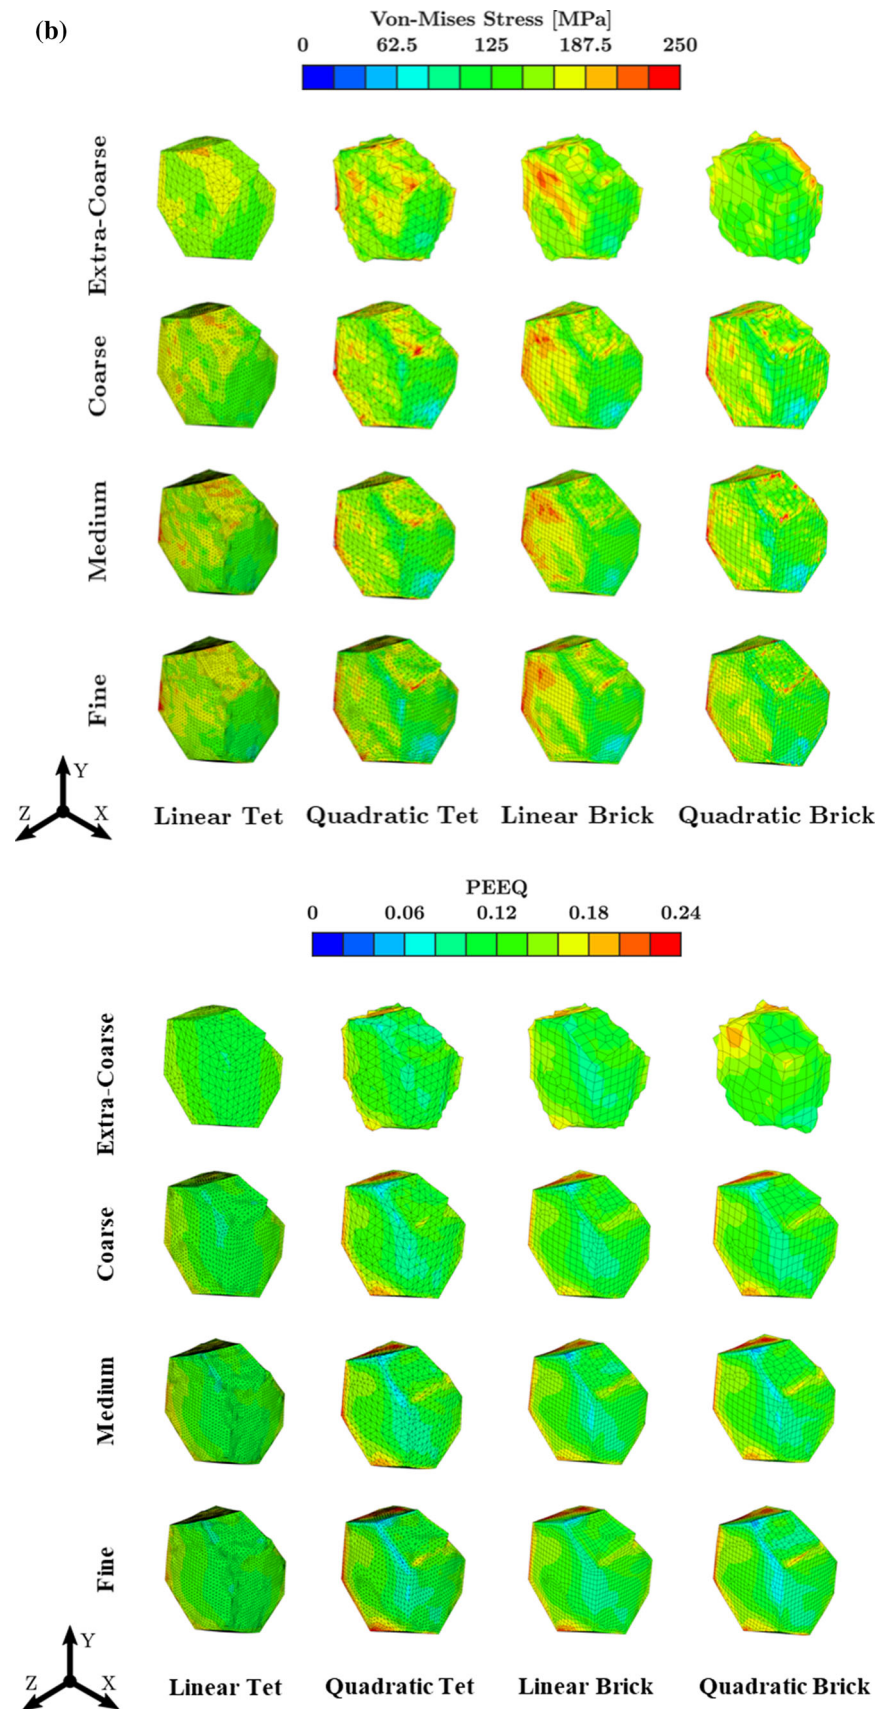 (b)
Von-Mises Stress [MPa]
0 62.5 125 187.5 250
Extra-Coarse
Coarse
Medium
Fine
Y
Z X
Linear Tet Quadratic Tet Linear Brick Quadratic Brick
PEEQ
0 0.06 0.12 0.18 0.24
Extra-Coarse
Coarse
Medium
Fine
Y
Z X
Linear Tet Quadratic Tet Linear Brick Quadratic Brick